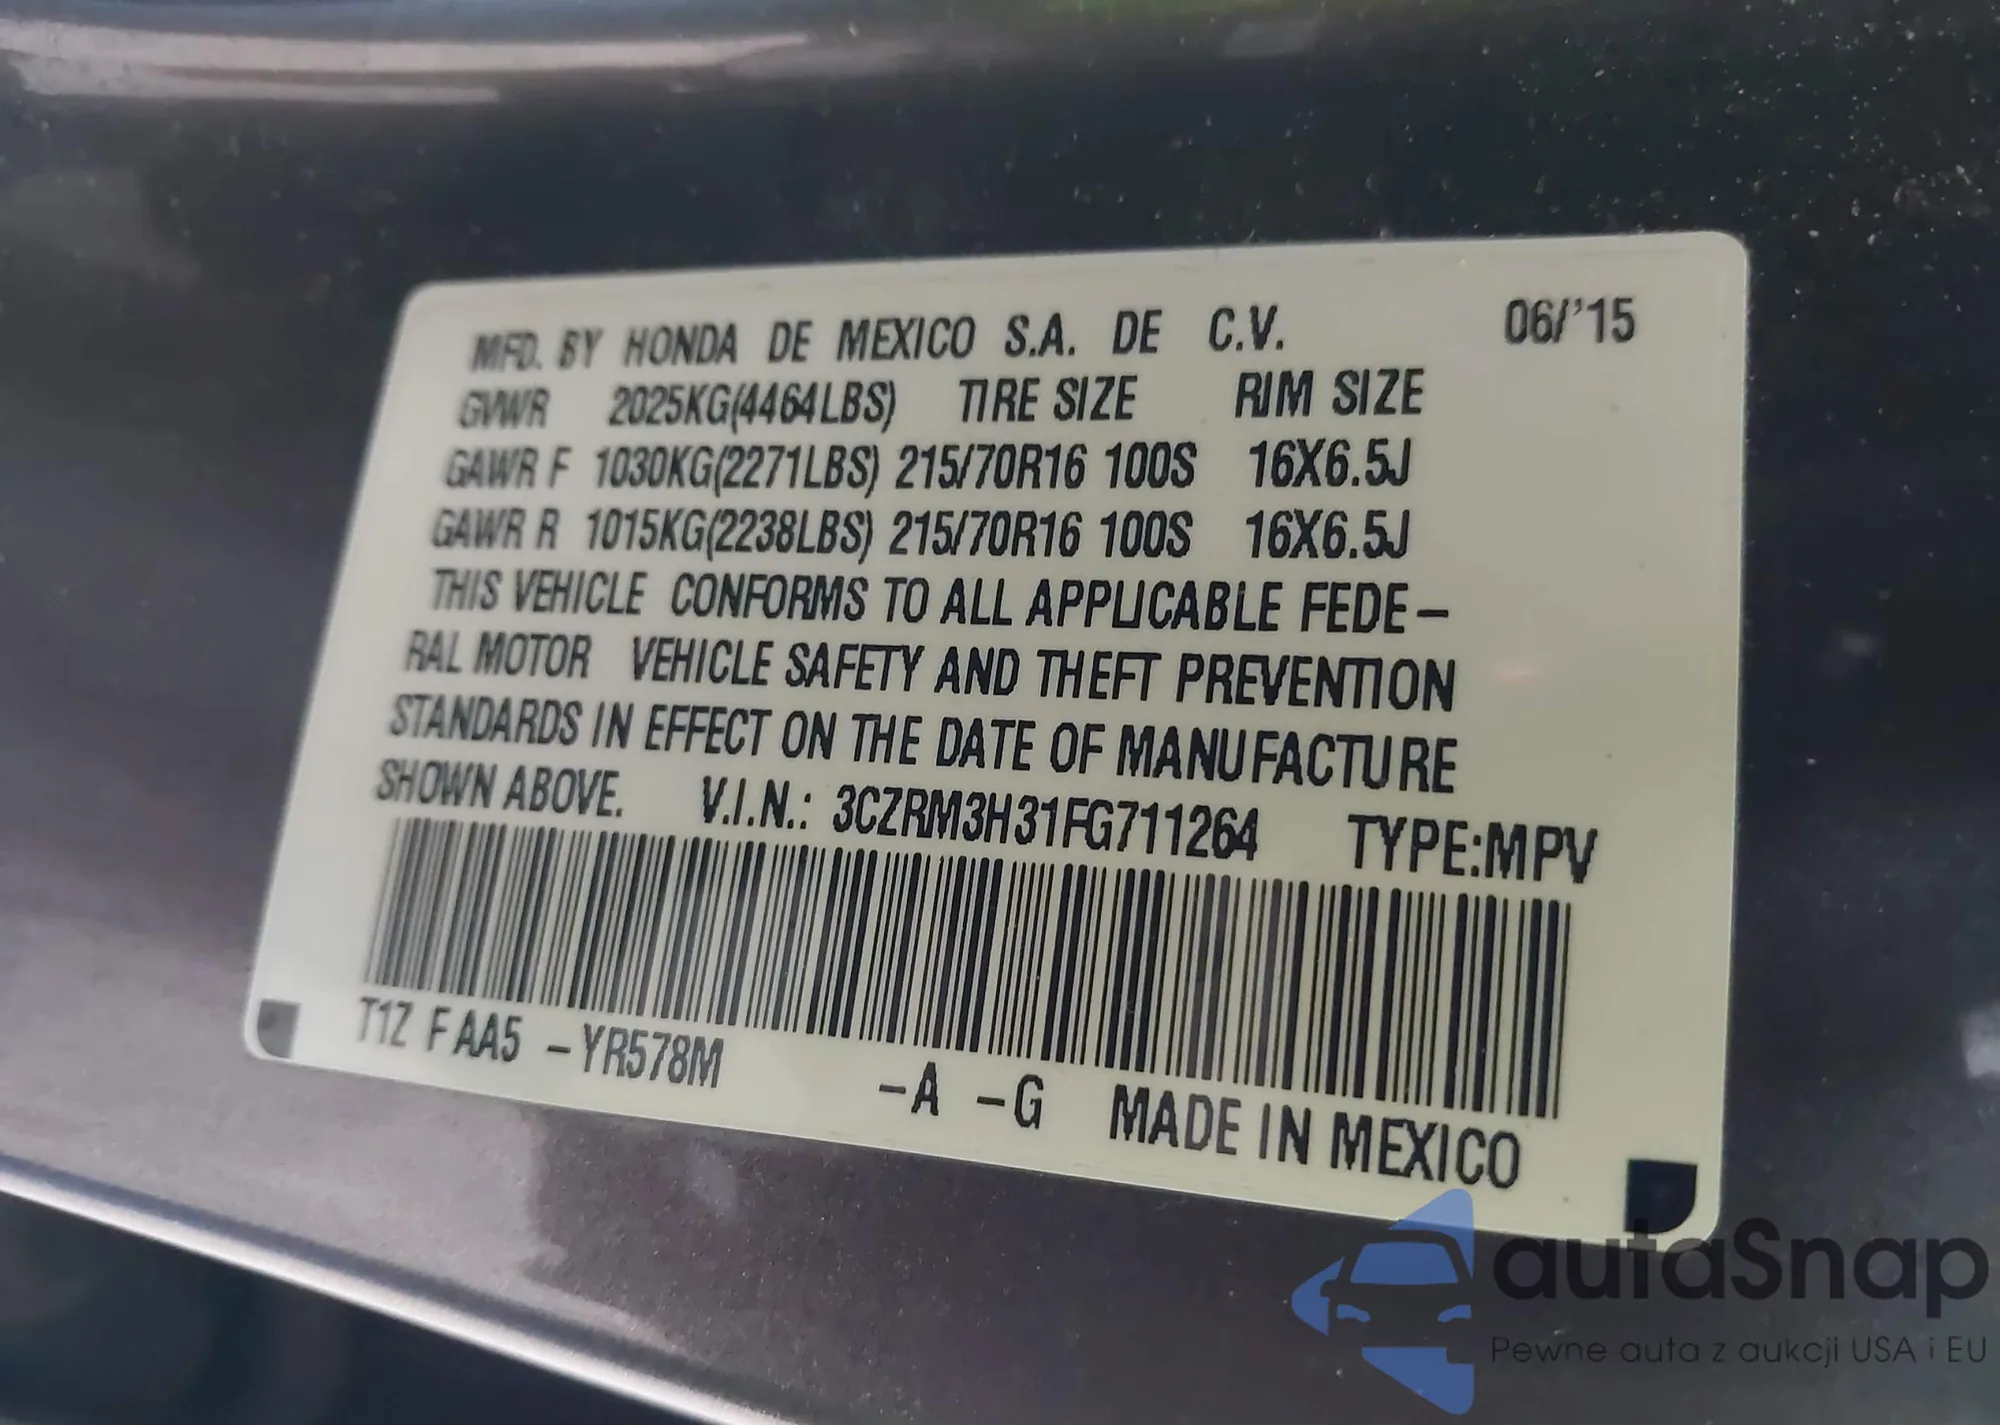 MFD. BY HONDA DE MEXICO S.A. DE C.V. 06/'15
GVWR 2025KG(4464LBS) TIRE SIZE RIM SIZE
GAWR F 1030KG(2271LBS) 215/70R16 100S 16X6.5J
GAWR R 1015KG(2238LBS) 215/70R16 100S 16X6.5J
THIS VEHICLE CONFORMS TO ALL APPLICABLE FEDE–
RAL MOTOR VEHICLE SAFETY AND THEFT PREVENTION
STANDARDS IN EFFECT ON THE DATE OF MANUFACTURE
SHOWN ABOVE. V.I.N.: 3CZRM3H31FG711264 TYPE:MPV
T1Z FAA5 –YR578M –A –G MADE IN MEXICO
autaSnap
Pewne auta z aukcji USA i EU